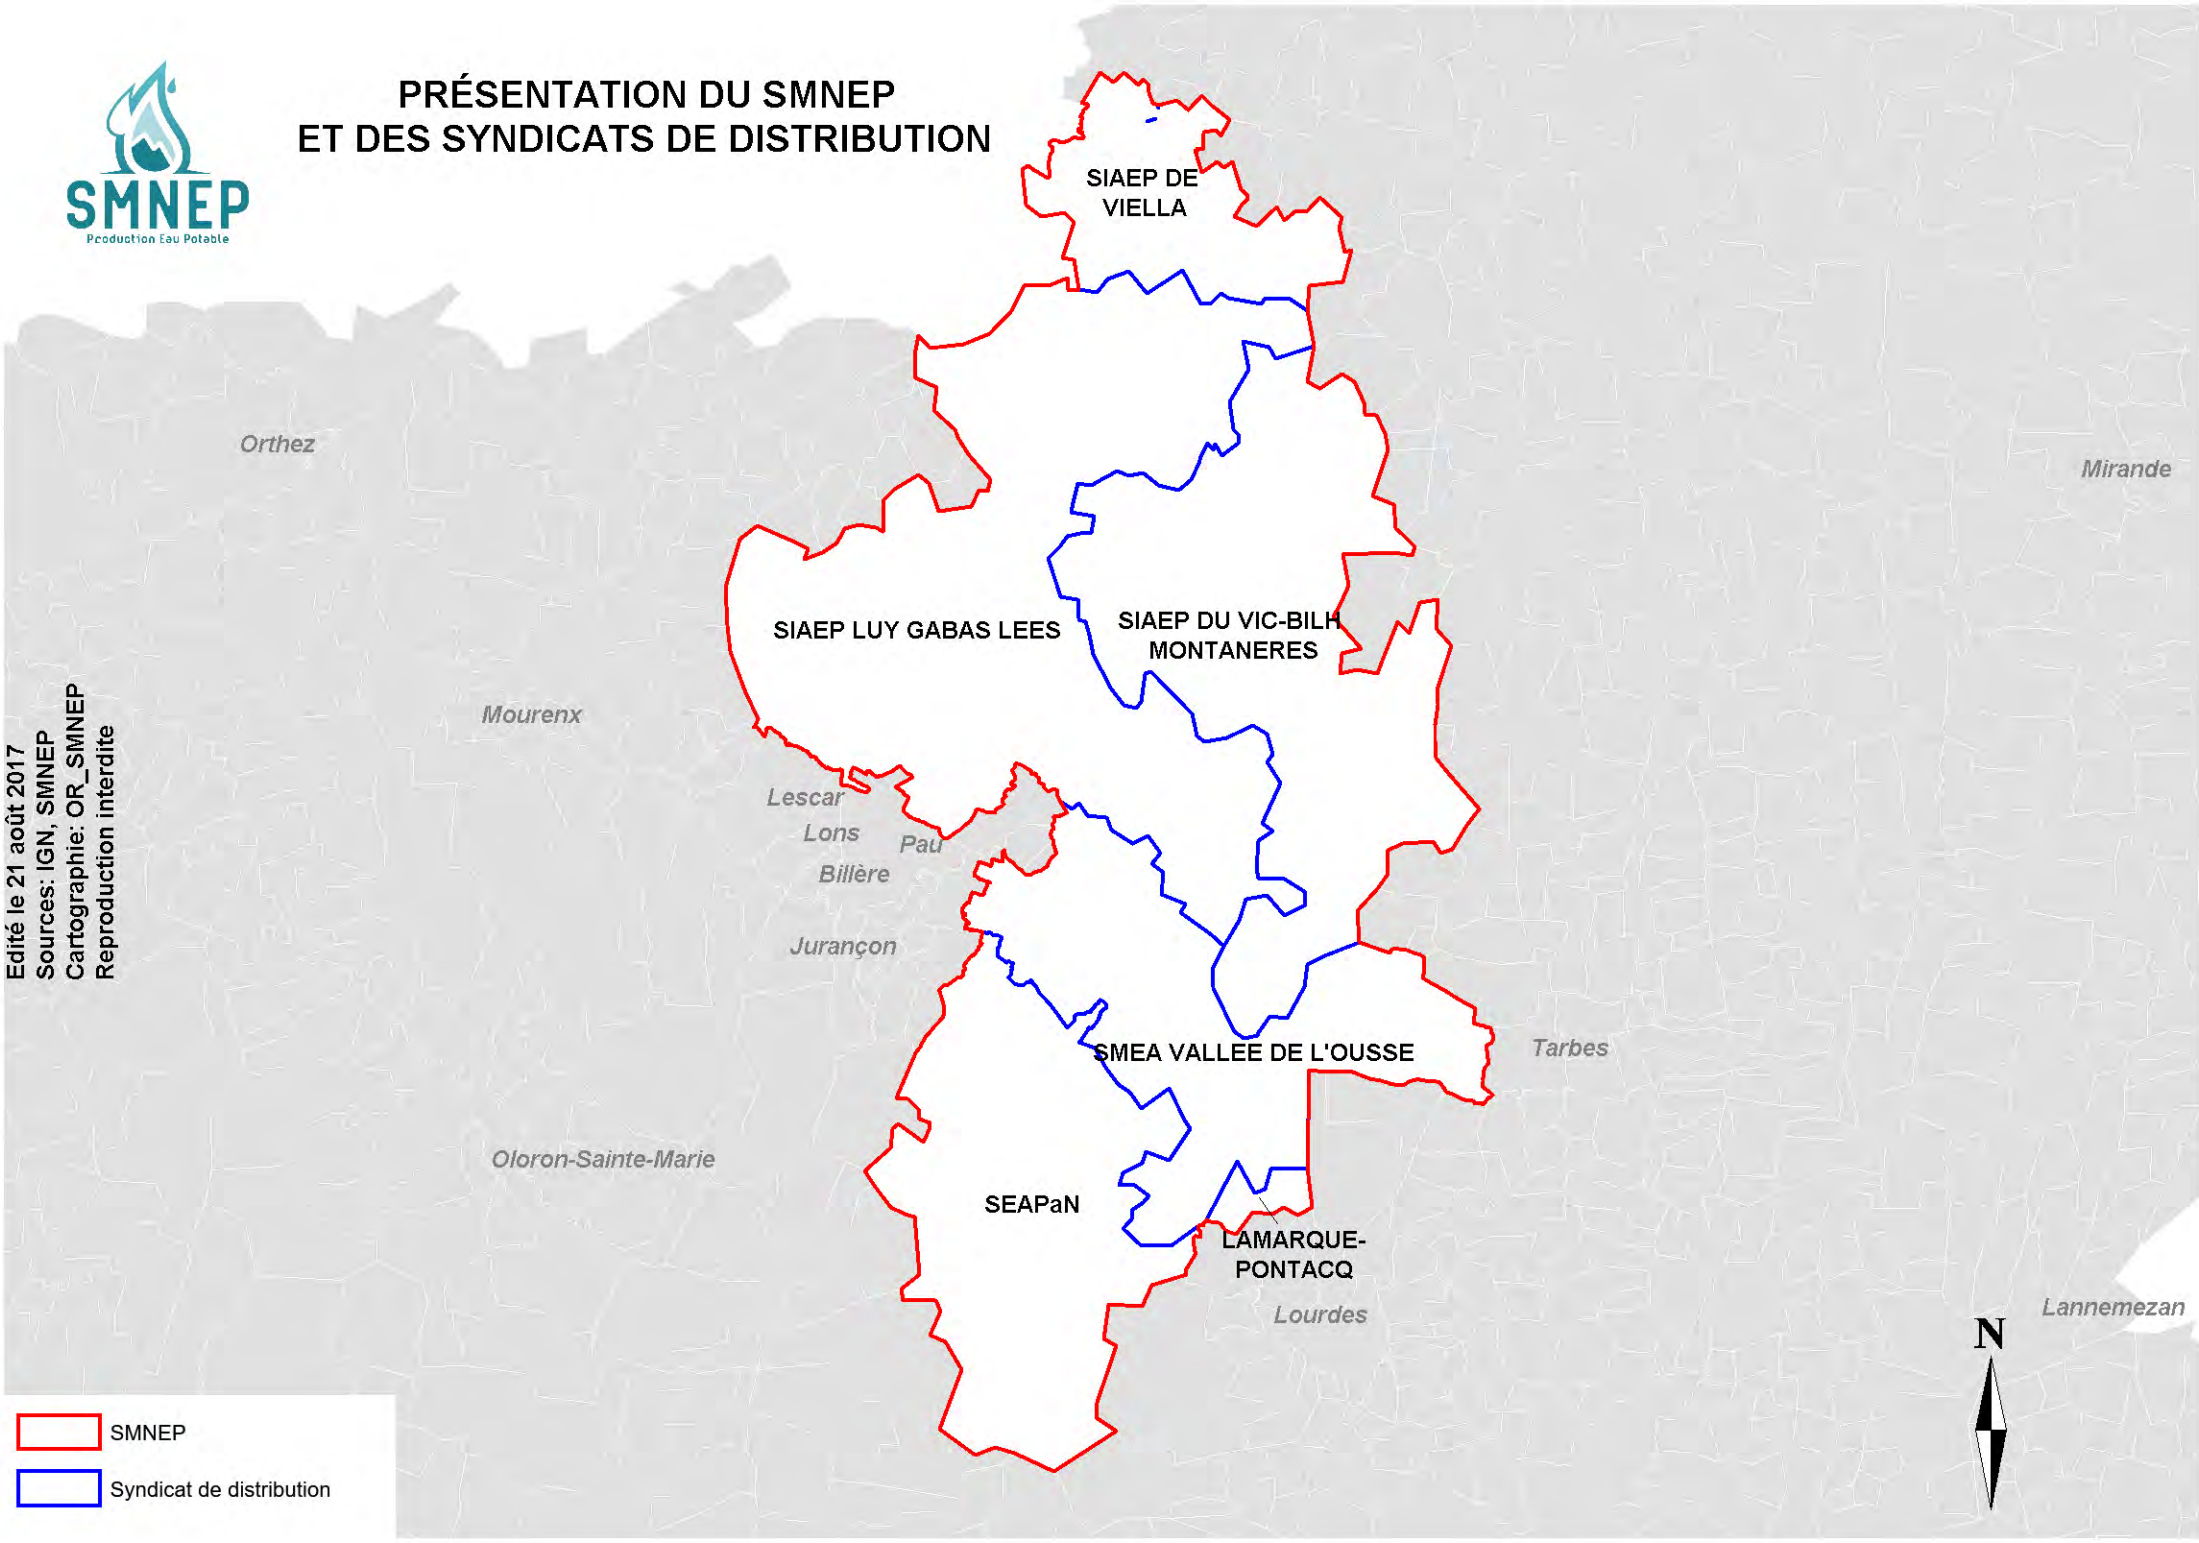 PRÉSENTATION DU SMNEP
ET DES SYNDICATS DE DISTRIBUTION
SMNEP
Production Eau Potable
SIAEP DE
VIELLA
Orthez
Mirande
SIAEP LUY GABAS LEES
SIAEP DU VIC-BILH
MONTANERES
Mourenx
Lescar
Lons
Pau
Billère
Jurançon
Edité le 21 août 2017
Sources: IGN, SMNEP
Cartographie: OR_SMNEP
Reproduction interdite
SMEA VALLEE DE L'OUSSE
Tarbes
Oloron-Sainte-Marie
SEAPaN
LAMARQUE-
PONTACQ
Lourdes
Lannemezan
N
SMNEP
Syndicat de distribution